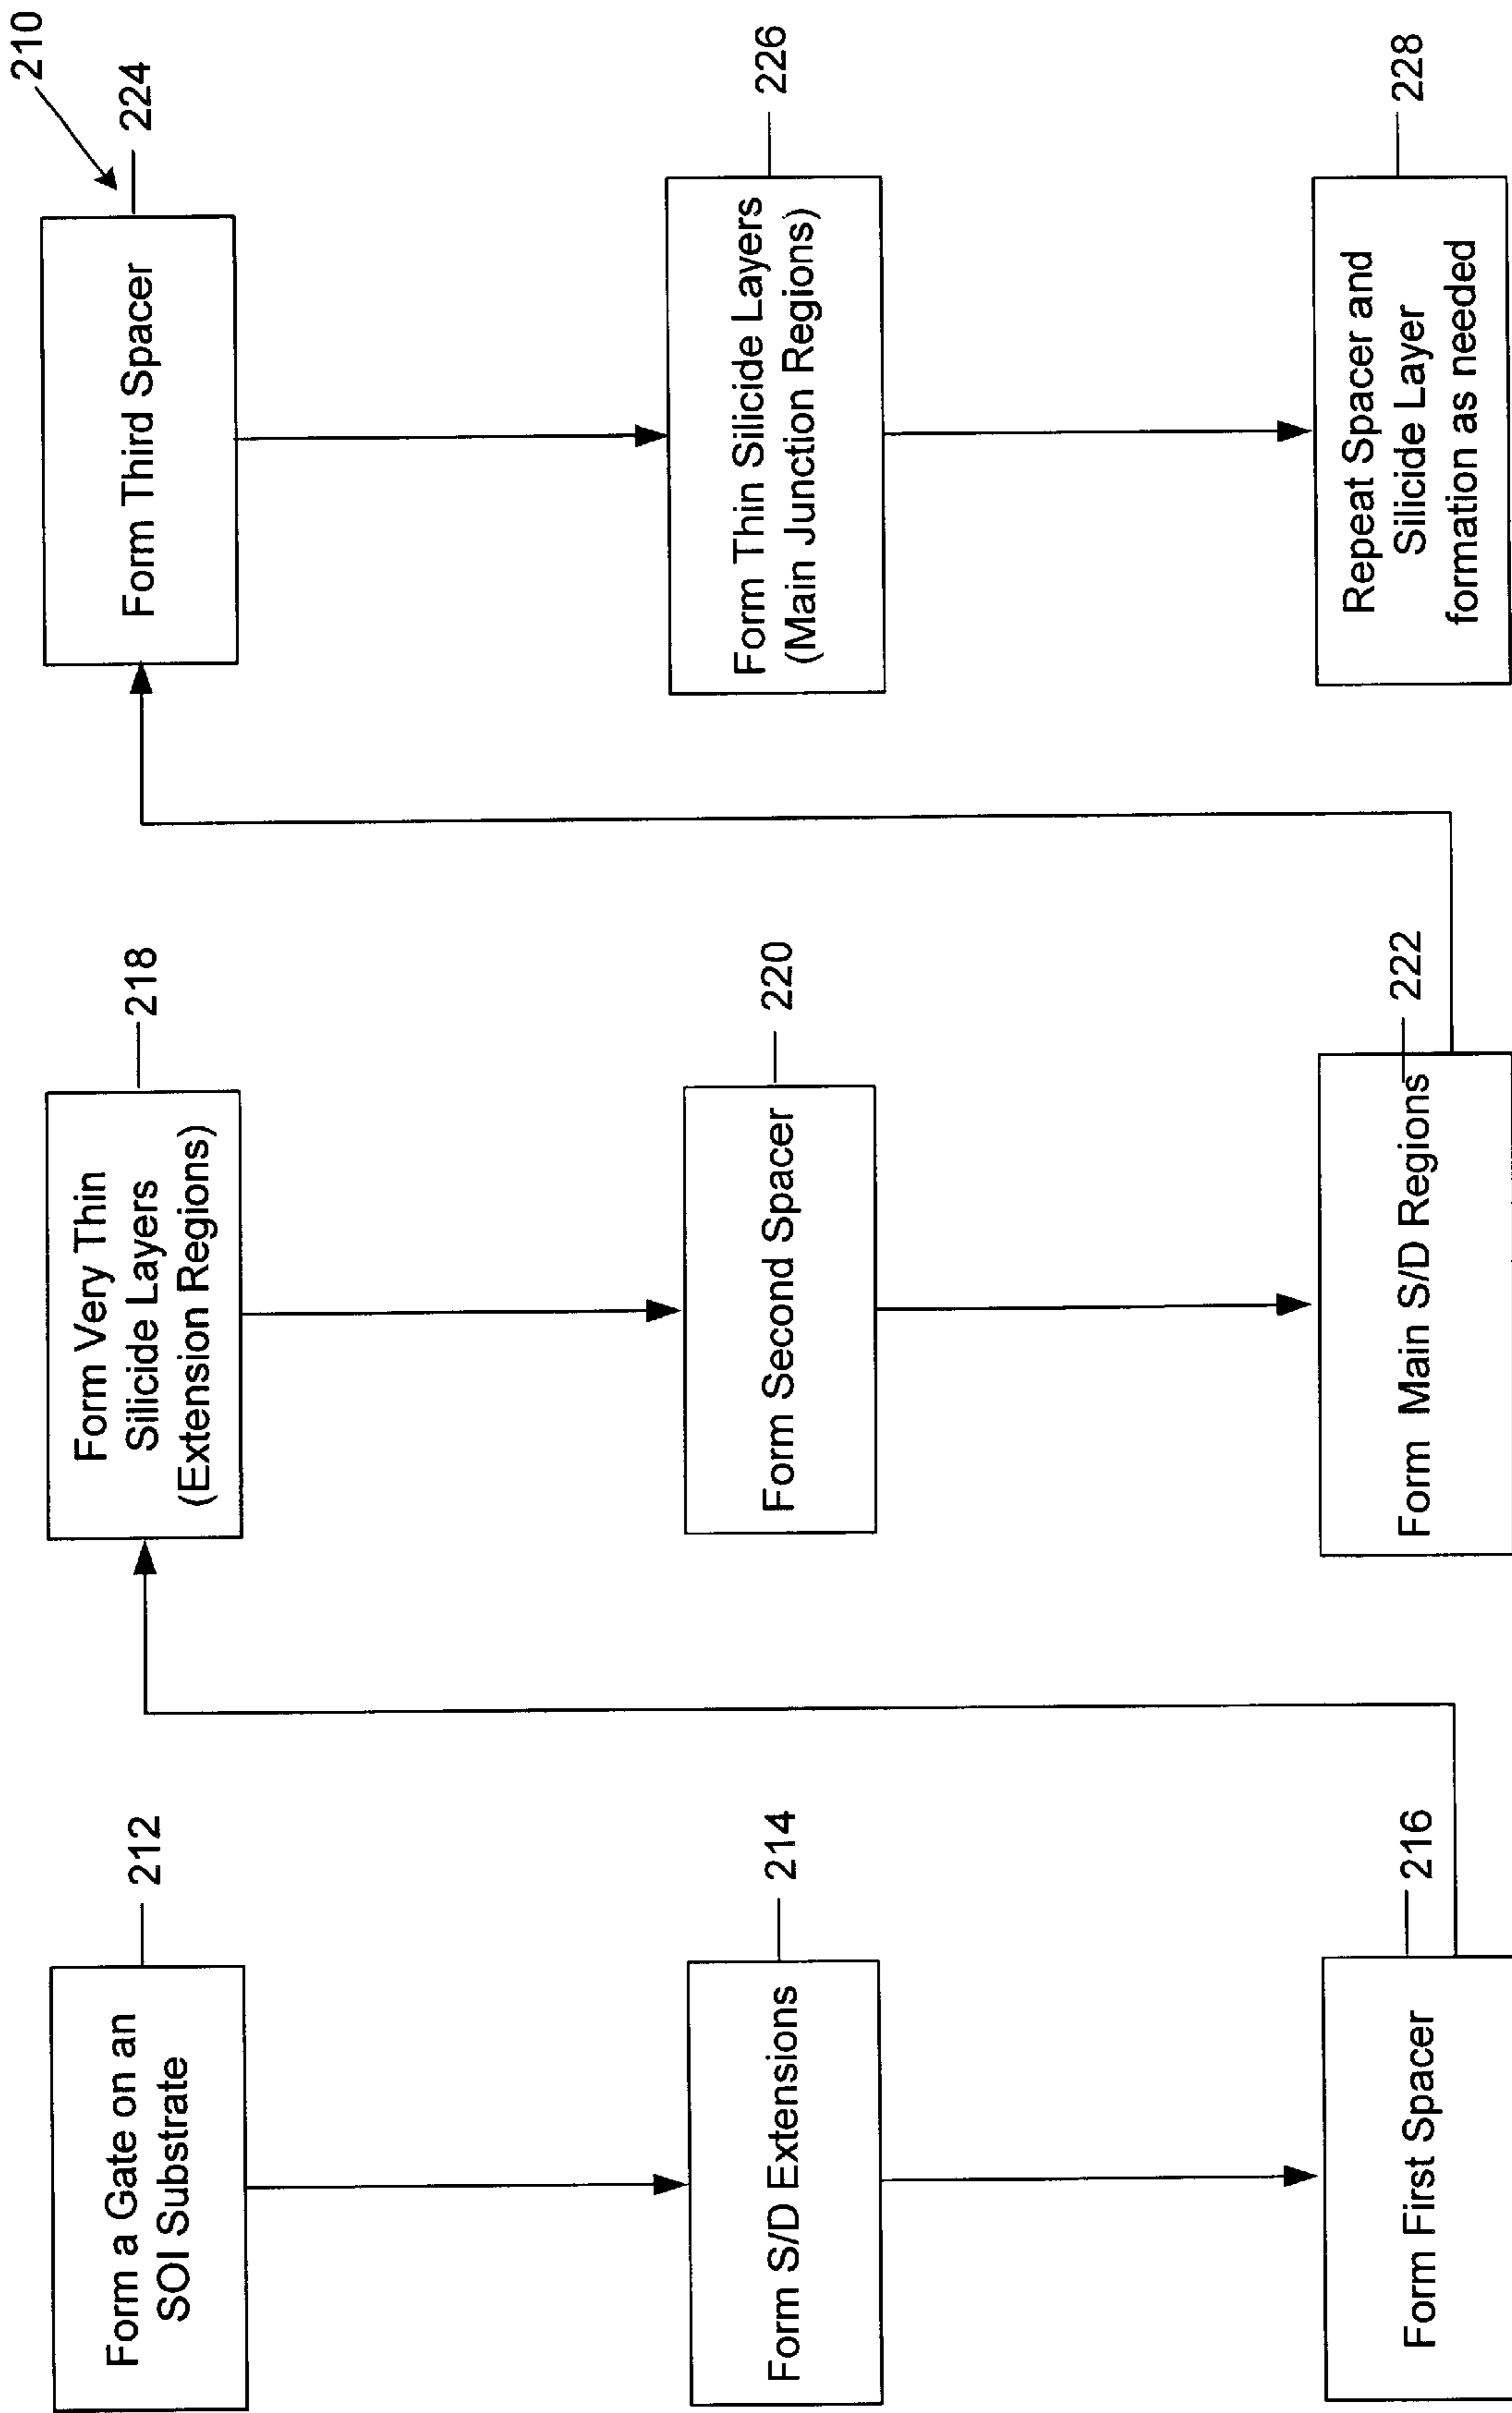 210
Form a Gate on an
SOI Substrate
212
Form S/D Extensions
214
Form First Spacer
216
Form Very Thin
Silicide Layers
(Extension Regions)
218
Form Second Spacer
220
Form Main S/D Regions
222
Form Third Spacer
224
Form Thin Silicide Layers
(Main Junction Regions)
226
Repeat Spacer and
Silicide Layer
formation as needed
228